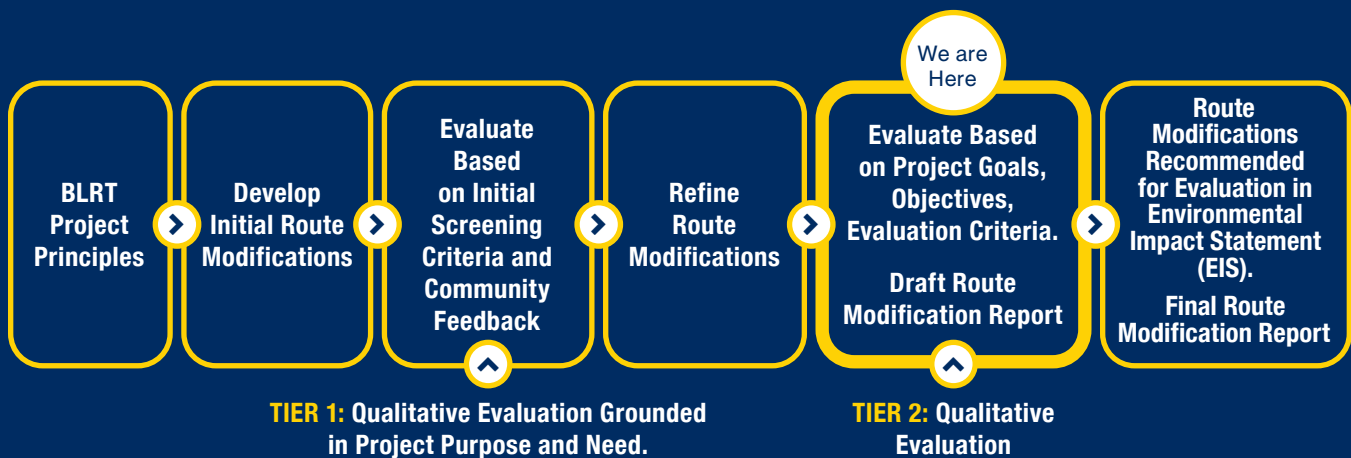 We are
Here
BLRT
Project
Principles
Develop
Initial Route
Modifications
Evaluate
Based
on Initial
Screening
Criteria and
Community
Feedback
Refine
Route
Modifications
Evaluate Based
on Project Goals,
Objectives,
Evaluation Criteria.
Draft Route
Modification Report
Route
Modifications
Recommended
for Evaluation in
Environmental
Impact Statement
(EIS).
Final Route
Modification Report
TIER 1: Qualitative Evaluation Grounded
in Project Purpose and Need.
TIER 2: Qualitative
Evaluation